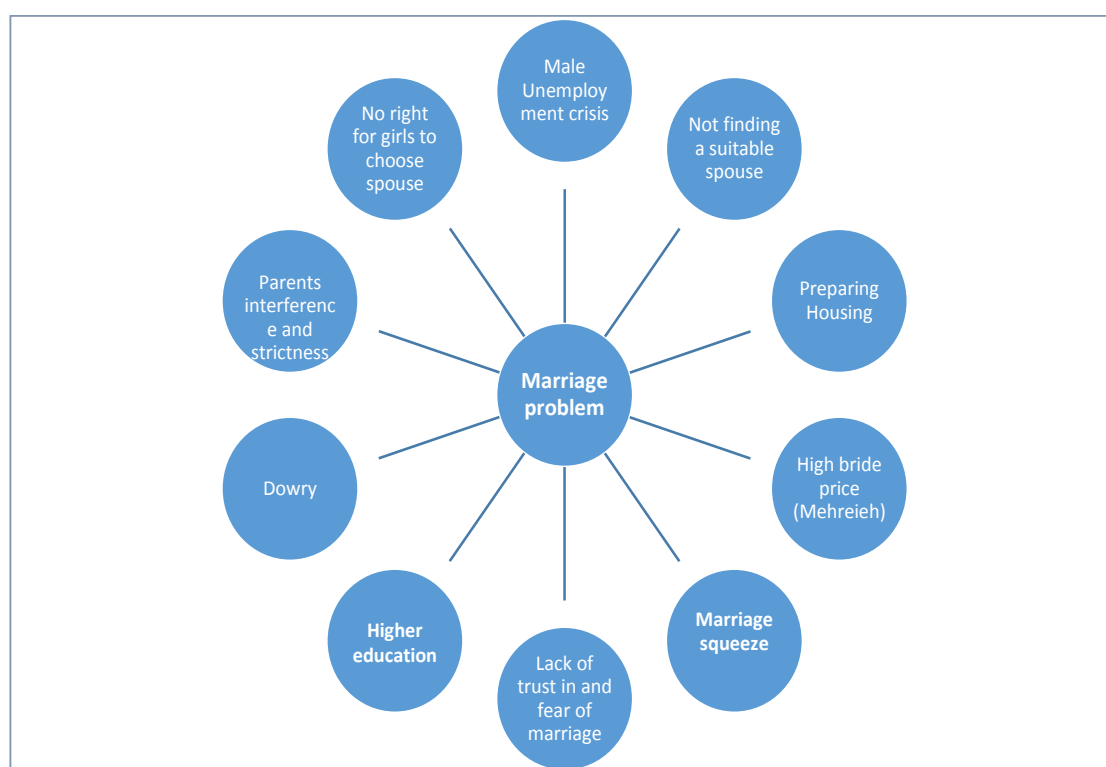 Male
Unemploy
ment crisis
Not finding
a suitable
spouse
Preparing
Housing
High bride
price
(Mehreieh)
Marriage
squeeze
Lack of
trust in and
fear of
marriage
Higher
education
Dowry
Parents
interferenc
e and
strictness
No right
for girls to
choose
spouse
Marriage
problem